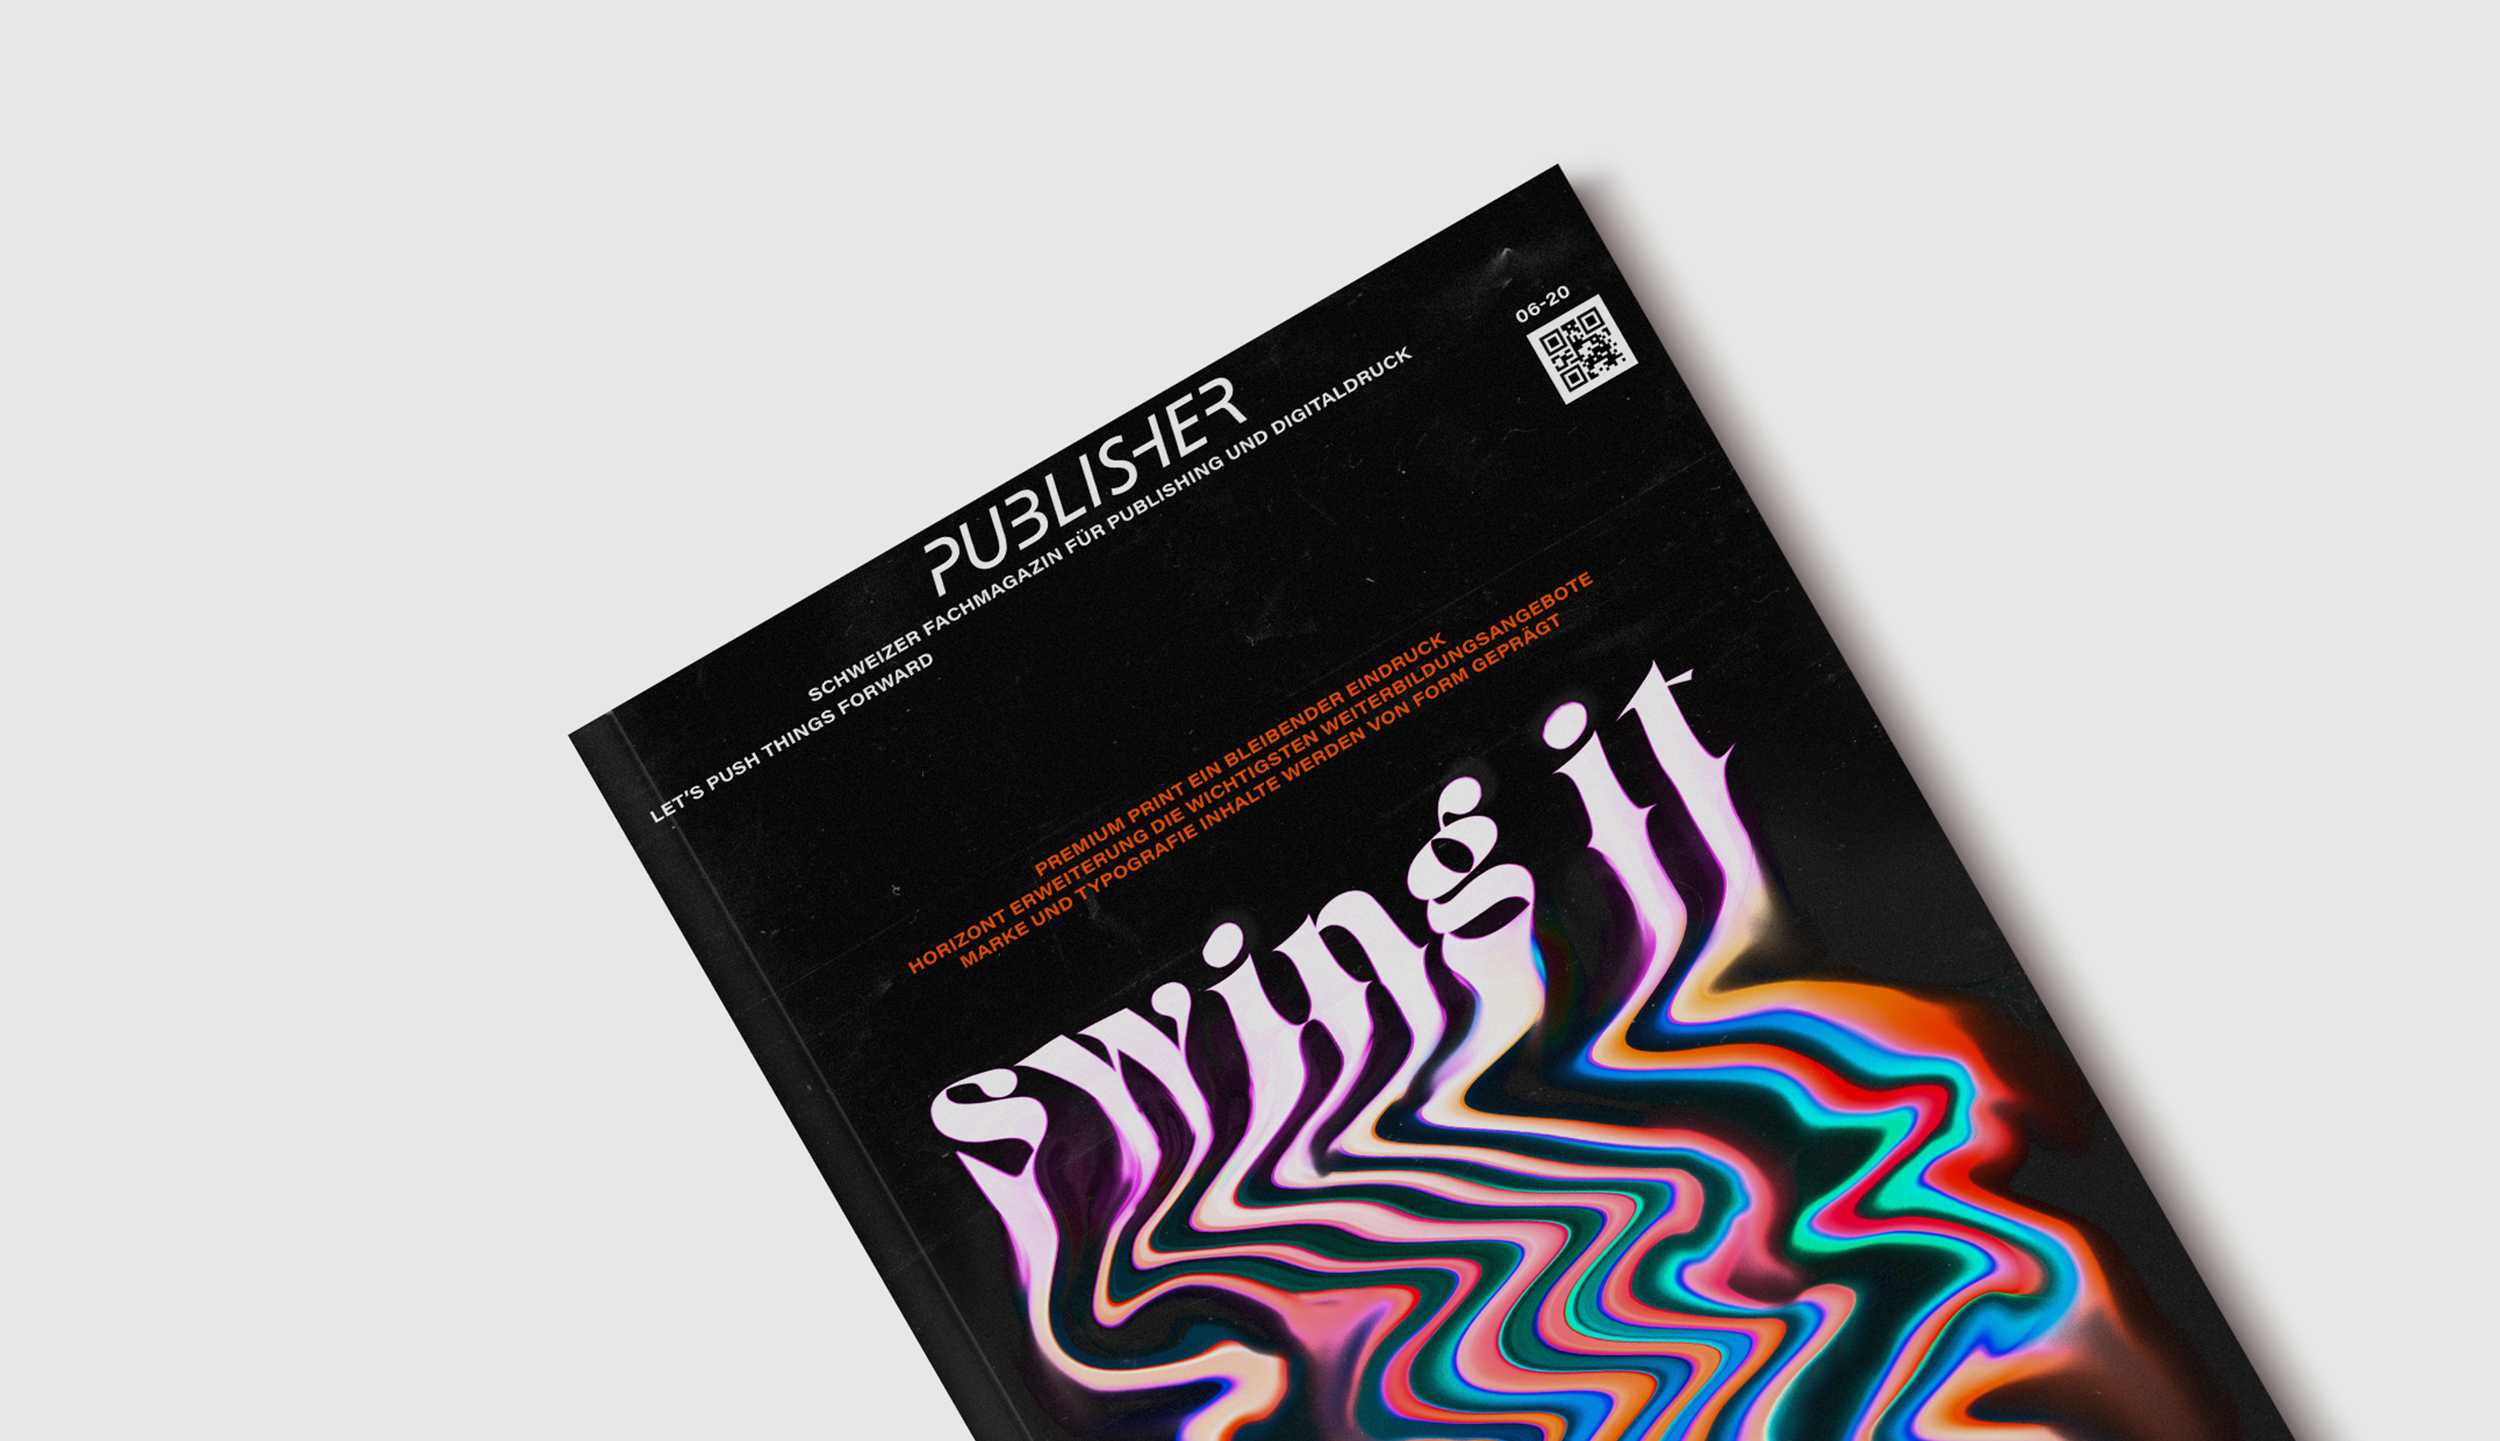 06-20
PUBLISHER
SCHWEIZER FACHMAGAZIN FÜR PUBLISHING UND DIGITALDRUCK
LET'S PUSH THINGS FORWARD
PREMIUM PRINT EIN BLEIBENDER EINDRUCK
HORIZONT ERWEITERUNG DIE WICHTIGSTEN WEITERBILDUNGSANGEBOTE
MARKE UND TYPOGRAFIE INHALTE WERDEN VON FORM GEPRÄGT
swing it